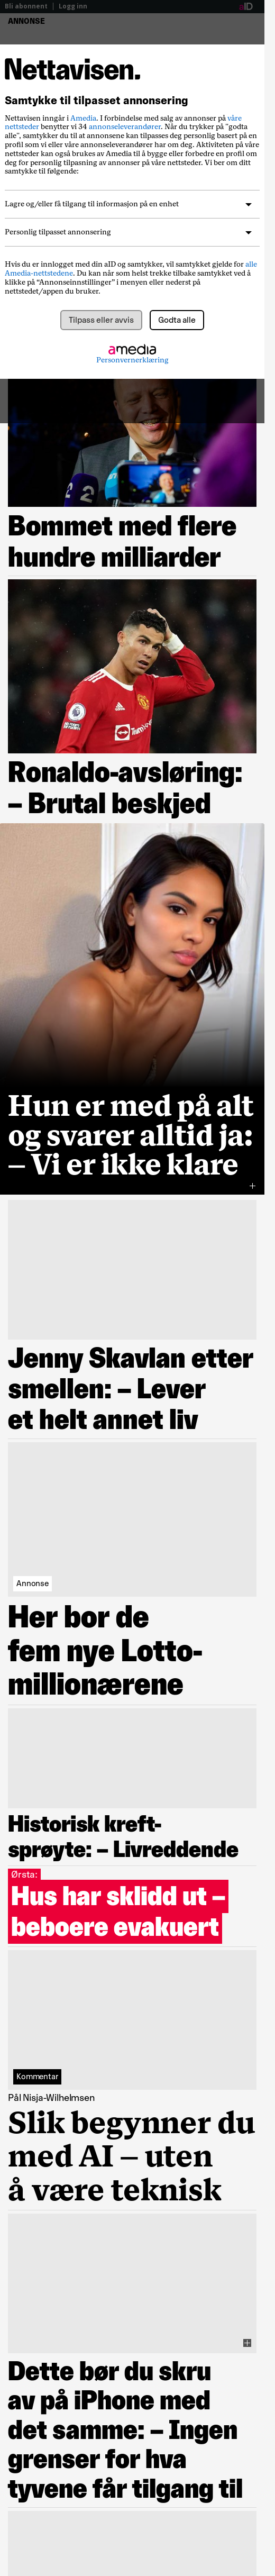 Bli abonnent | Logg inn
aID
ANNONSE
Nettavisen.
Samtykke til tilpasset annonsering
Nettavisen inngår i Amedia. I forbindelse med salg av annonser på våre
nettsteder benytter vi 34 annonseleverandører. Når du trykker på "godta
alle", samtykker du til at annonsene kan tilpasses deg personlig basert på en
profil som vi eller våre annonseleverandører har om deg. Aktiviteten på våre
nettsteder kan også brukes av Amedia til å bygge eller forbedre en profil om
deg for personlig tilpasning av annonser på våre nettsteder. Vi ber om ditt
samtykke til følgende:
Lagre og/eller få tilgang til informasjon på en enhet
Personlig tilpasset annonsering
Hvis du er innlogget med din aID og samtykker, vil samtykket gjelde for alle
Amedia-nettstedene. Du kan når som helst trekke tilbake samtykket ved å
klikke på "Annonseinnstillinger" i menyen eller nederst på
nettstedet/appen du bruker.
Tilpass eller avvis
Godta alle
amedia
Personvernerklæring
Bommet med flere
hundre milliarder
TeamViewer
Ronaldo-avsløring:
– Brutal beskjed
Hun er med på alt
og svarer alltid ja:
– Vi er ikke klare
Jenny Skavlan etter
smellen: – Lever
et helt annet liv
Annonse
Her bor de
fem nye Lotto-
millionærene
Historisk kreft-
sprøyte: – Livreddende
Ørsta:
Hus har sklidd ut –
beboere evakuert
Kommentar
Pål Nisja-Wilhelmsen
Slik begynner du
med AI – uten
å være teknisk
Dette bør du skru
av på iPhone med
det samme: – Ingen
grenser for hva
tyvene får tilgang til